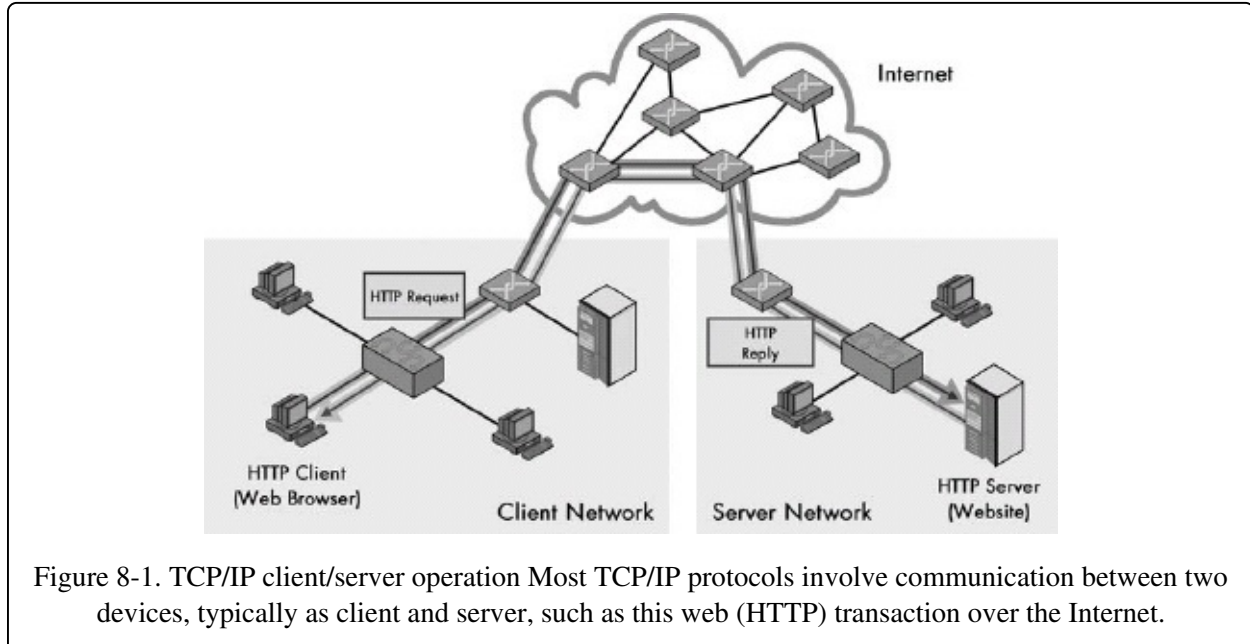 Internet
HTTP Request
HTTP
Reply
HTTP Client
(Web Browser)
Client Network
Server Network
HTTP Server
(Website)
Figure 8-1. TCP/IP client/server operation Most TCP/IP protocols involve communication between two
devices, typically as client and server, such as this web (HTTP) transaction over the Internet.